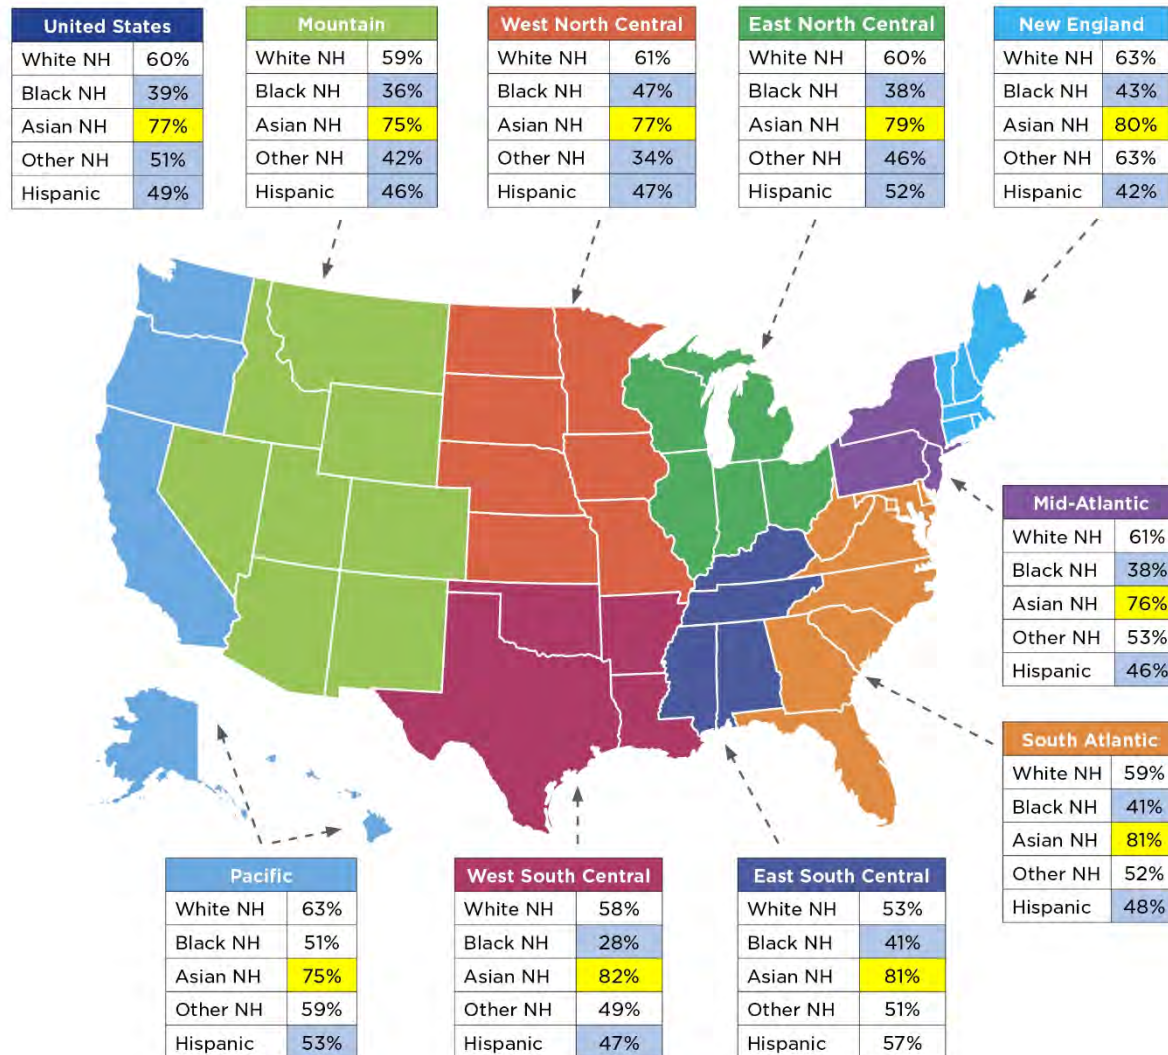 United States
White NH 60%
Black NH 39%
Asian NH 77%
Other NH 51%
Hispanic 49%
Mountain
White NH 59%
Black NH 36%
Asian NH 75%
Other NH 42%
Hispanic 46%
West North Central
White NH 61%
Black NH 47%
Asian NH 77%
Other NH 34%
Hispanic 47%
East North Central
White NH 60%
Black NH 38%
Asian NH 79%
Other NH 46%
Hispanic 52%
New England
White NH 63%
Black NH 43%
Asian NH 80%
Other NH 63%
Hispanic 42%
Mid-Atlantic
White NH 61%
Black NH 38%
Asian NH 76%
Other NH 53%
Hispanic 46%
South Atlantic
White NH 59%
Black NH 41%
Asian NH 81%
Other NH 52%
Hispanic 48%
Pacific
White NH 63%
Black NH 51%
Asian NH 75%
Other NH 59%
Hispanic 53%
West South Central
White NH 58%
Black NH 28%
Asian NH 82%
Other NH 49%
Hispanic 47%
East South Central
White NH 53%
Black NH 41%
Asian NH 81%
Other NH 51%
Hispanic 57%